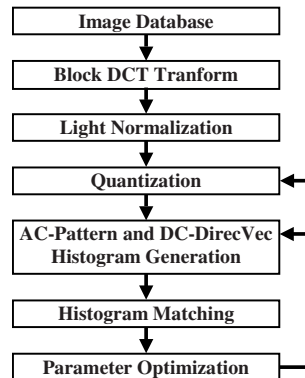 Image Database
Block DCT Tranform
Light Normalization
Quantization
AC-Pattern and DC-DirecVec
Histogram Generation
Histogram Matching
Parameter Optimization